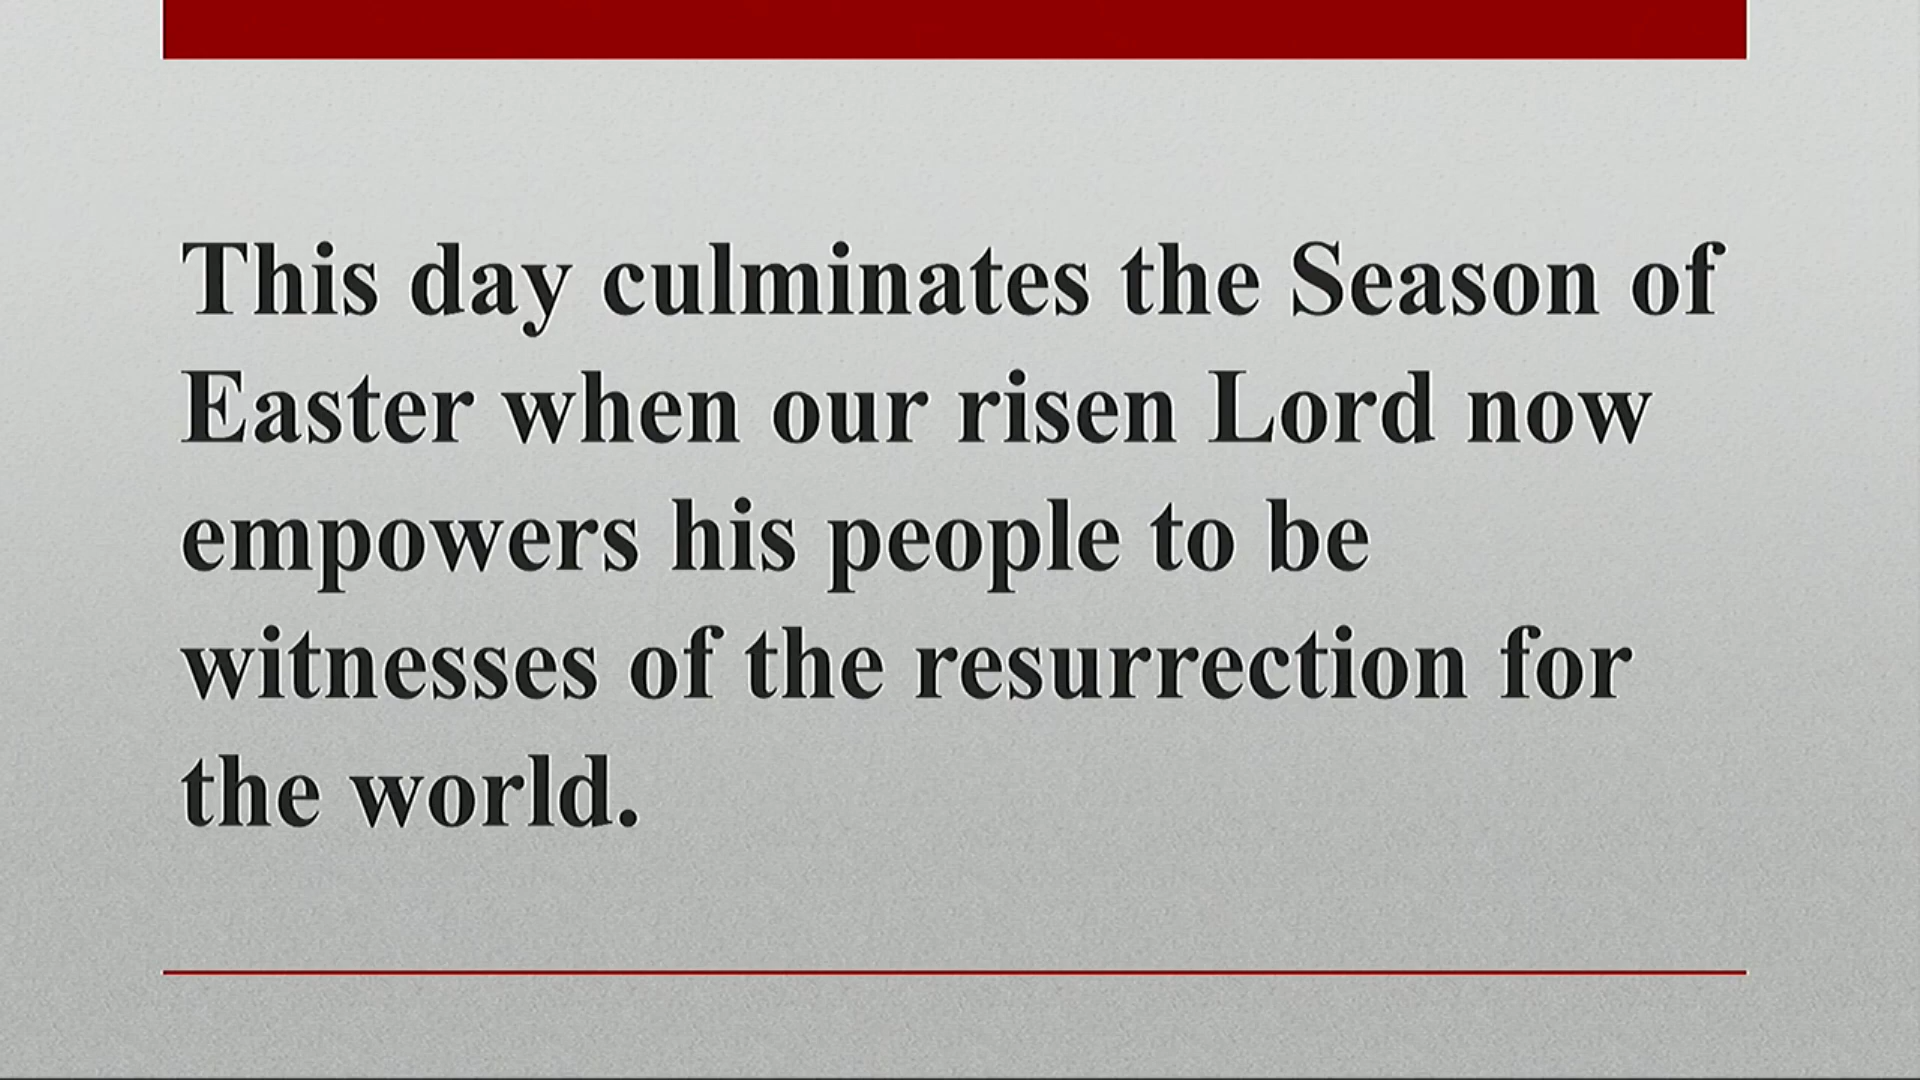 This day culminates the Season of
Easter when our risen Lord now
empowers his people to be
witnesses of the resurrection for
the world.